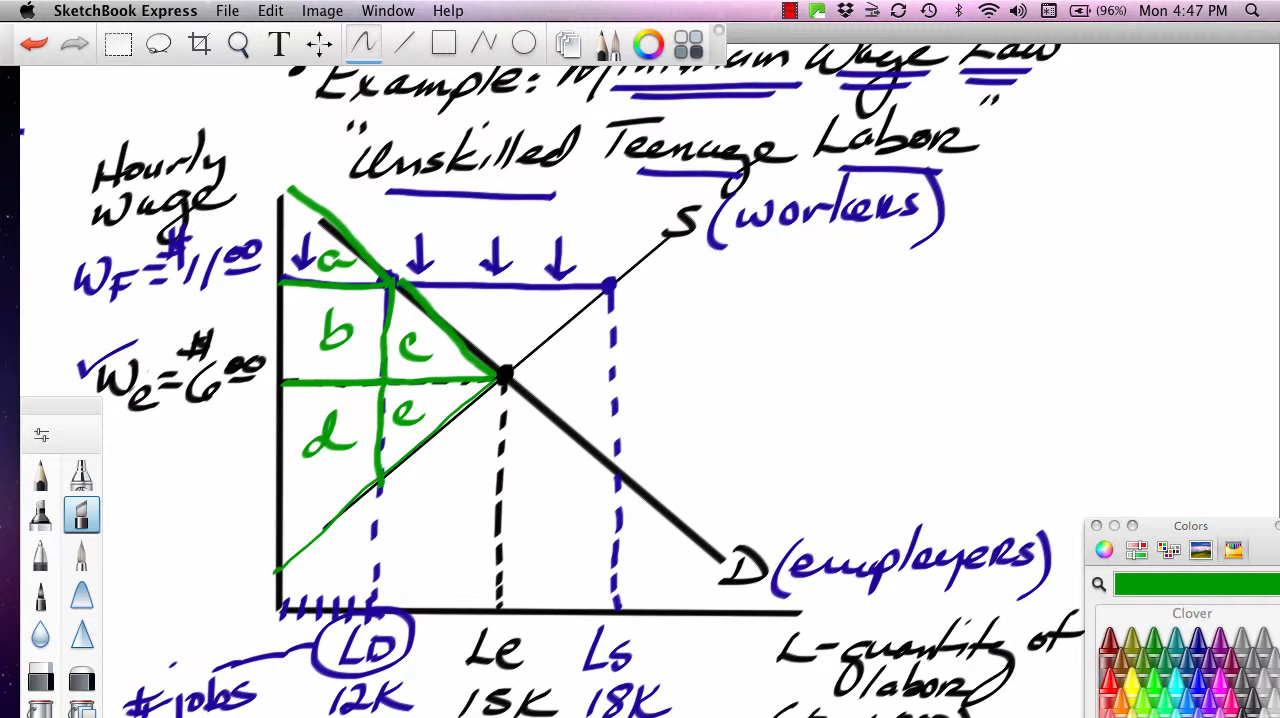 SketchBook Express File Edit Image Window Help (96%) Mon 4:47 PM
• Example: Minimum Wage Law
"Unskilled Teenage Labor"
Hourly
Wage
S (workers)
WF = $11.00
a
b
c
We = $6.00
d
e
D (employers)
Colors
Clover
LD Le Ls
L-quantity of
labor
# jobs 12K 15K 18K